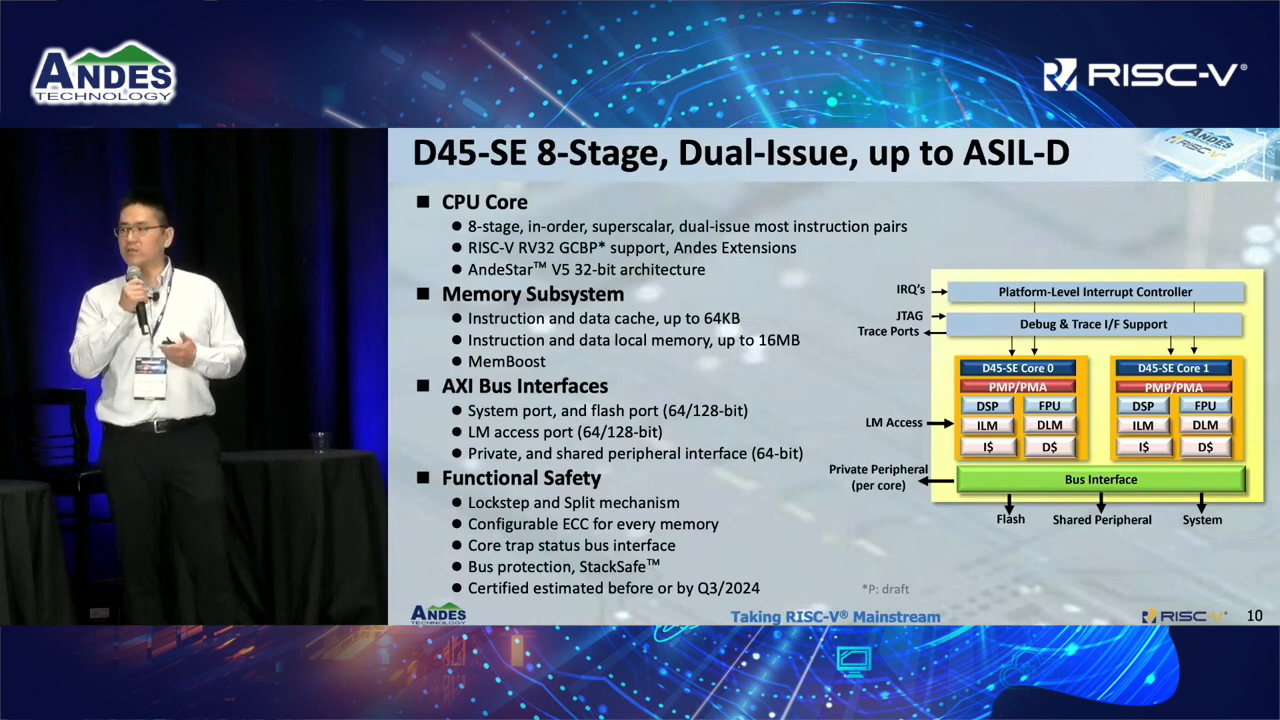 ANDES
TECHNOLOGY
RISC-V®
D45-SE 8-Stage, Dual-Issue, up to ASIL-D
■ CPU Core
● 8-stage, in-order, superscalar, dual-issue most instruction pairs
● RISC-V RV32 GCBP* support, Andes Extensions
● AndeStar™ V5 32-bit architecture
■ Memory Subsystem
● Instruction and data cache, up to 64KB
● Instruction and data local memory, up to 16MB
● MemBoost
■ AXI Bus Interfaces
● System port, and flash port (64/128-bit)
● LM access port (64/128-bit)
● Private, and shared peripheral interface (64-bit)
■ Functional Safety
● Lockstep and Split mechanism
● Configurable ECC for every memory
● Core trap status bus interface
● Bus protection, StackSafe™
● Certified estimated before or by Q3/2024
IRQ's
Platform-Level Interrupt Controller
JTAG
Trace Ports
Debug & Trace I/F Support
D45-SE Core 0
PMP/PMA
DSP FPU
ILM DLM
I$ D$
D45-SE Core 1
PMP/PMA
DSP FPU
ILM DLM
I$ D$
LM Access
Private Peripheral
(per core)
Bus Interface
Flash Shared Peripheral System
*P: draft
ANDES
TECHNOLOGY
Taking RISC-V® Mainstream
RISC-V
10